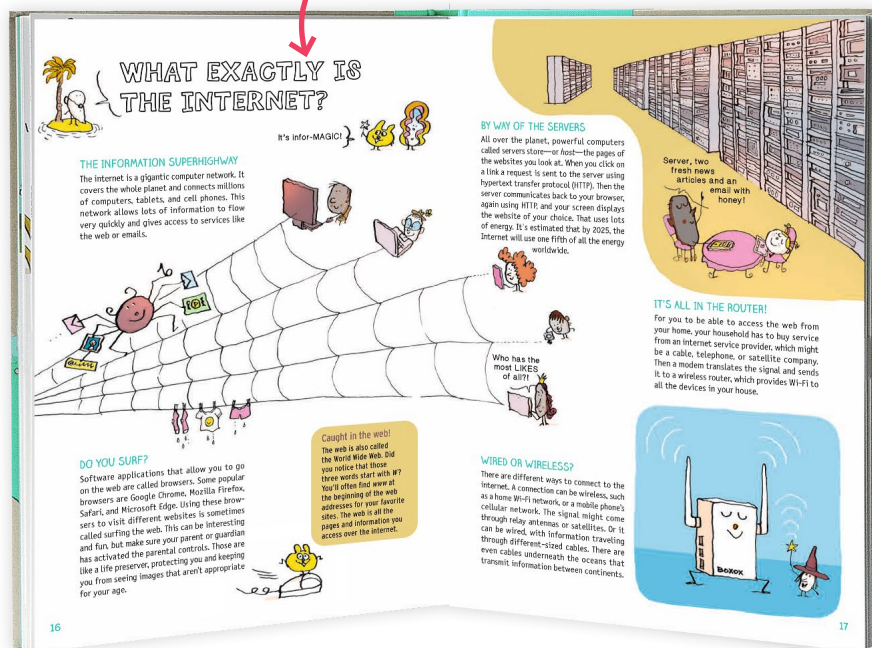 WHAT EXACTLY IS
THE INTERNET?
It's infor-MAGIC!
THE INFORMATION SUPERHIGHWAY
The internet is a gigantic computer network. It
covers the whole planet and connects millions
of computers, tablets, and cell phones. This
network allows lots of information to flow
very quickly and gives access to services like
the web or emails.
Who has the
most LIKES
of all?!
DO YOU SURF?
Software applications that allow you to go
on the web are called browsers. Some popular
browsers are Google Chrome, Mozilla Firefox,
Safari, and Microsoft Edge. Using these brow-
sers to visit different websites is sometimes
called surfing the web. This can be interesting
and fun, but make sure your parent or guardian
has activated the parental controls. Those are
like a life preserver, protecting you and keeping
you from seeing images that aren't appropriate
for your age.
Caught in the web!
The web is also called
the World Wide Web. Did
you notice that those
three words start with W?
You'll often find www at
the beginning of the web
addresses for your favorite
sites. The web is all the
pages and information you
access over the internet.
16
BY WAY OF THE SERVERS
All over the planet, powerful computers
called servers store—or host—the pages of
the websites you look at. When you click on
a link a request is sent to the server using
hypertext transfer protocol (HTTP). Then the
server communicates back to your browser,
again using HTTP, and your screen displays
the website of your choice. That uses lots
of energy. It's estimated that by 2025, the
Internet will use one fifth of all the energy
worldwide.
Server, two
fresh news
articles and an
email with
honey!
IT'S ALL IN THE ROUTER!
For you to be able to access the web from
your home, your household has to buy service
from an internet service provider, which might
be a cable, telephone, or satellite company.
Then a modem translates the signal and sends
it to a wireless router, which provides Wi-Fi to
all the devices in your house.
WIRED OR WIRELESS?
There are different ways to connect to the
internet. A connection can be wireless, such
as a home Wi-Fi network, or a mobile phone's
cellular network. The signal might come
through relay antennas or satellites. Or it
can be wired, with information traveling
through different-sized cables. There are
even cables underneath the oceans that
transmit information between continents.
BOXOX
17